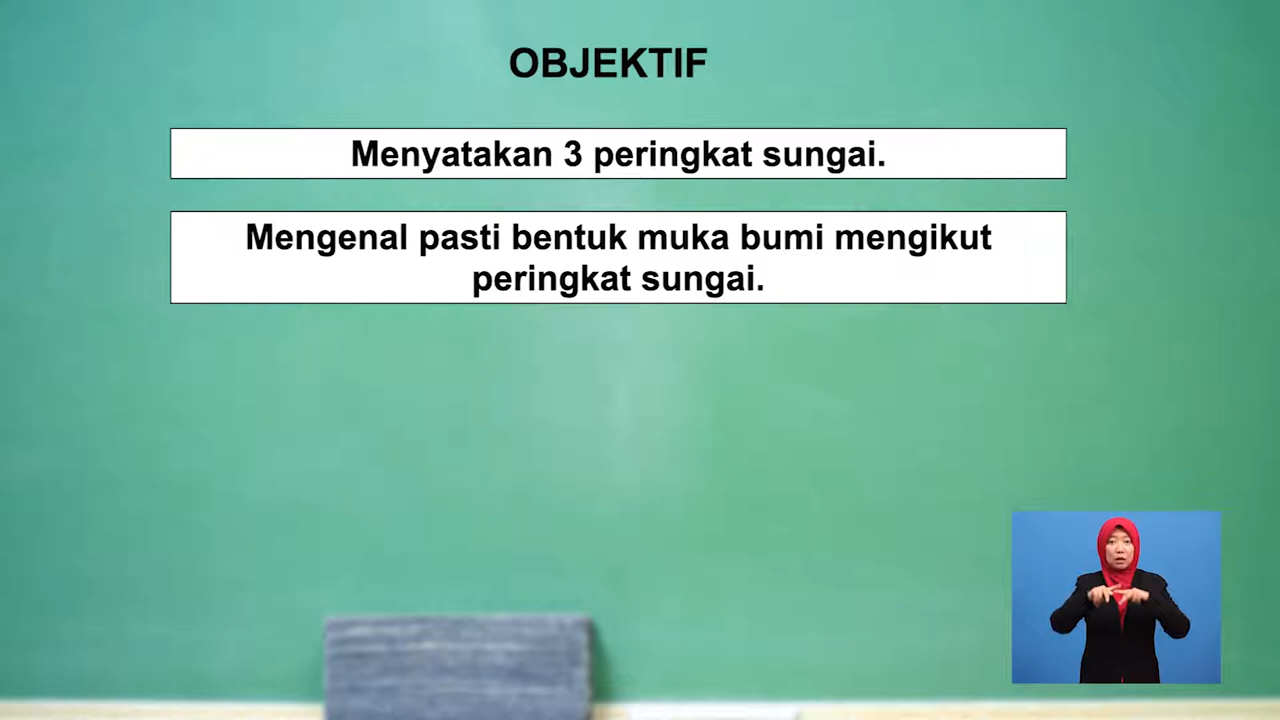 OBJEKTIF
Menyatakan 3 peringkat sungai.
Mengenal pasti bentuk muka bumi mengikut
peringkat sungai.